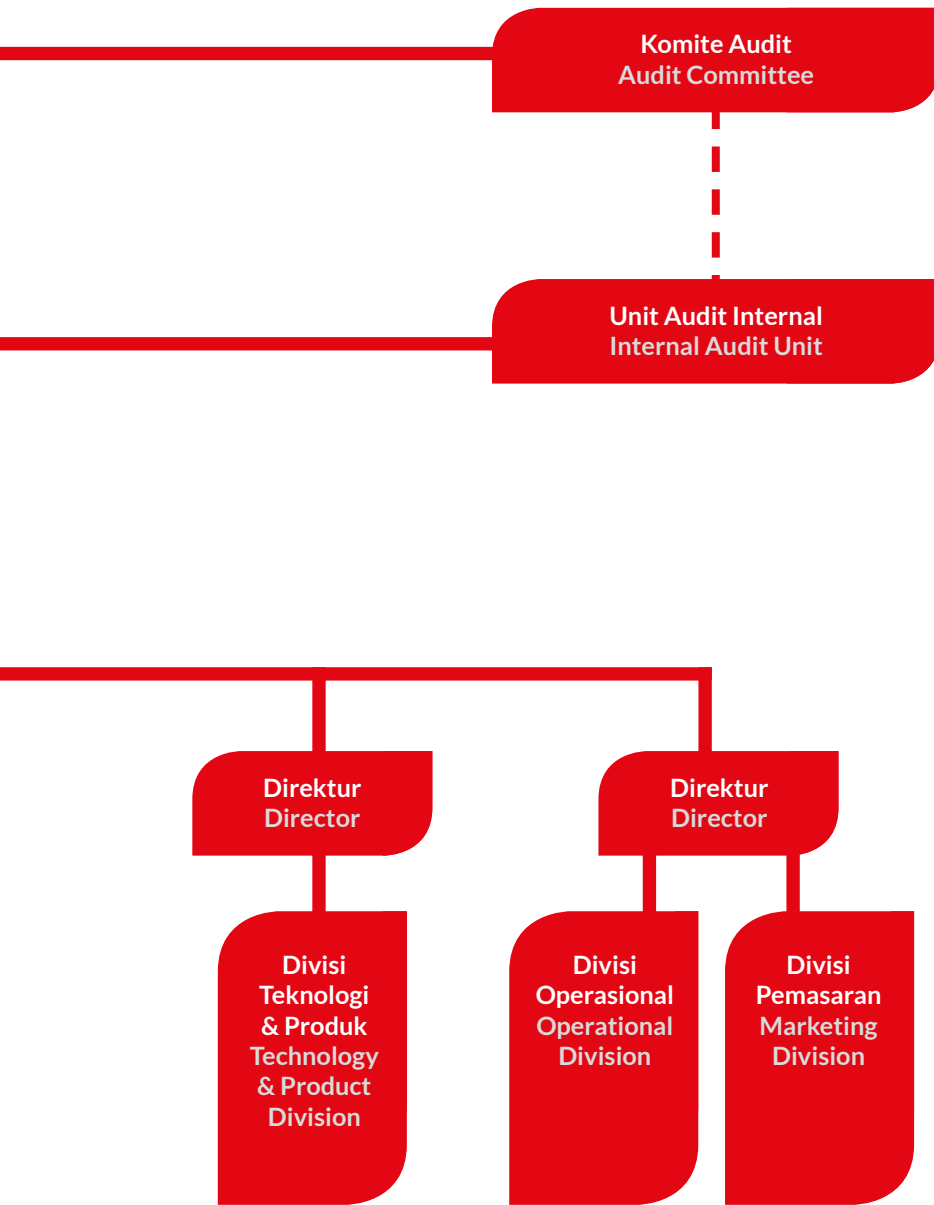 Komite Audit
Audit Committee
Unit Audit Internal
Internal Audit Unit
Direktur
Director
Direktur
Director
Divisi
Teknologi
& Produk
Technology
& Product
Division
Divisi
Operasional
Operational
Division
Divisi
Pemasaran
Marketing
Division